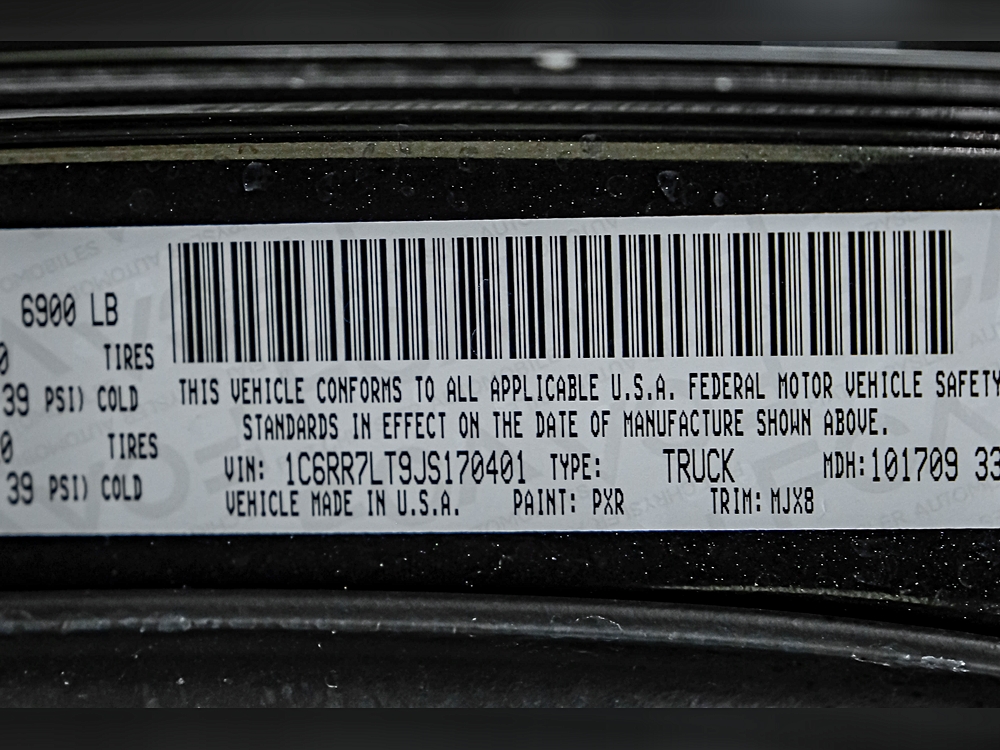 6900 LB
0 TIRES
39 PSI) COLD
0 TIRES
39 PSI) COLD
THIS VEHICLE CONFORMS TO ALL APPLICABLE U.S.A. FEDERAL MOTOR VEHICLE SAFETY
STANDARDS IN EFFECT ON THE DATE OF MANUFACTURE SHOWN ABOVE.
VIN: 1C6RR7LT9JS170401 TYPE: TRUCK MDH: 101709 33
VEHICLE MADE IN U.S.A. PAINT: PXR TRIM: MJX8